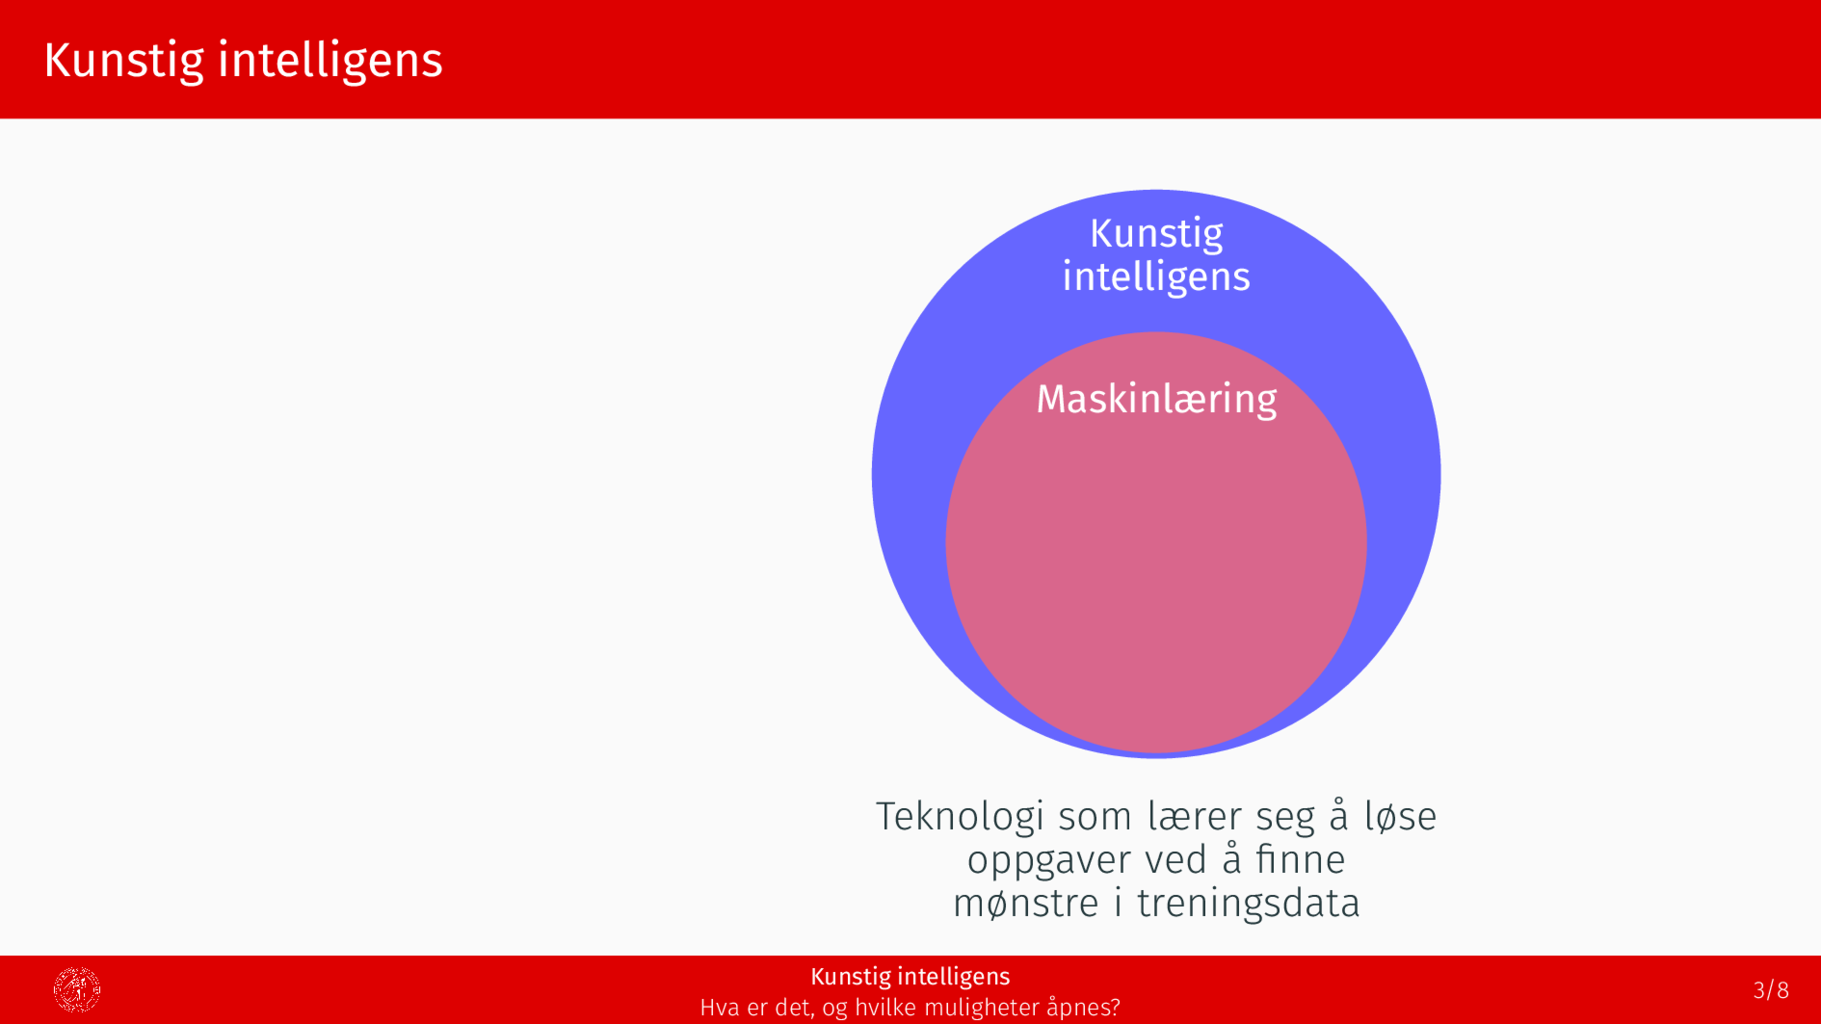 Kunstig intelligens
Kunstig
intelligens
Maskinlæring
Teknologi som lærer seg å løse
oppgaver ved å finne
mønstre i treningsdata
Kunstig intelligens
Hva er det, og hvilke muligheter åpnes?
3/8